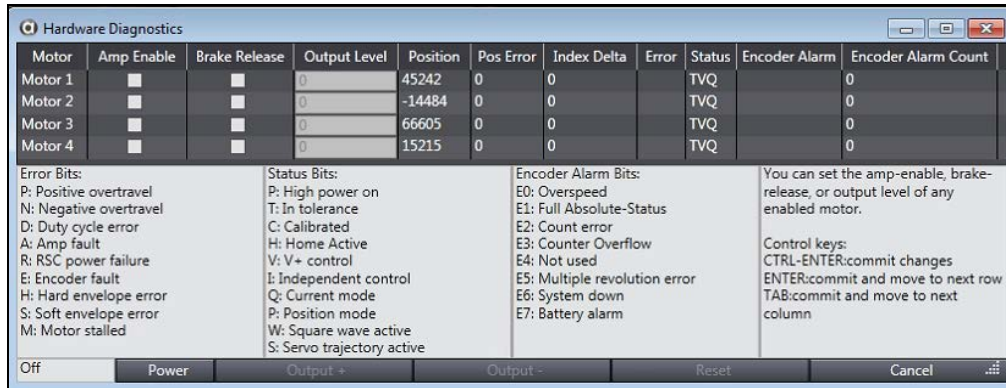 Hardware Diagnostics
Motor Amp Enable Brake Release Output Level Position Pos Error Index Delta Error Status Encoder Alarm Encoder Alarm Count
Motor 1 0 45242 0 0 TVQ 0
Motor 2 0 -14484 0 0 TVQ 0
Motor 3 0 66605 0 0 TVQ 0
Motor 4 0 15215 0 0 TVQ 0
Error Bits:
P: Positive overtravel
N: Negative overtravel
D: Duty cycle error
A: Amp fault
R: RSC power failure
E: Encoder fault
H: Hard envelope error
S: Soft envelope error
M: Motor stalled
Status Bits:
P: High power on
T: In tolerance
C: Calibrated
H: Home Active
V: V+ control
I: Independent control
Q: Current mode
P: Position mode
W: Square wave active
S: Servo trajectory active
Encoder Alarm Bits:
E0: Overspeed
E1: Full Absolute-Status
E2: Count error
E3: Counter Overflow
E4: Not used
E5: Multiple revolution error
E6: System down
E7: Battery alarm
You can set the amp-enable, brake-
release, or output level of any
enabled motor.
Control keys:
CTRL-ENTER:commit changes
ENTER:commit and move to next row
TAB:commit and move to next
column
Off Power Output + Output - Reset Cancel